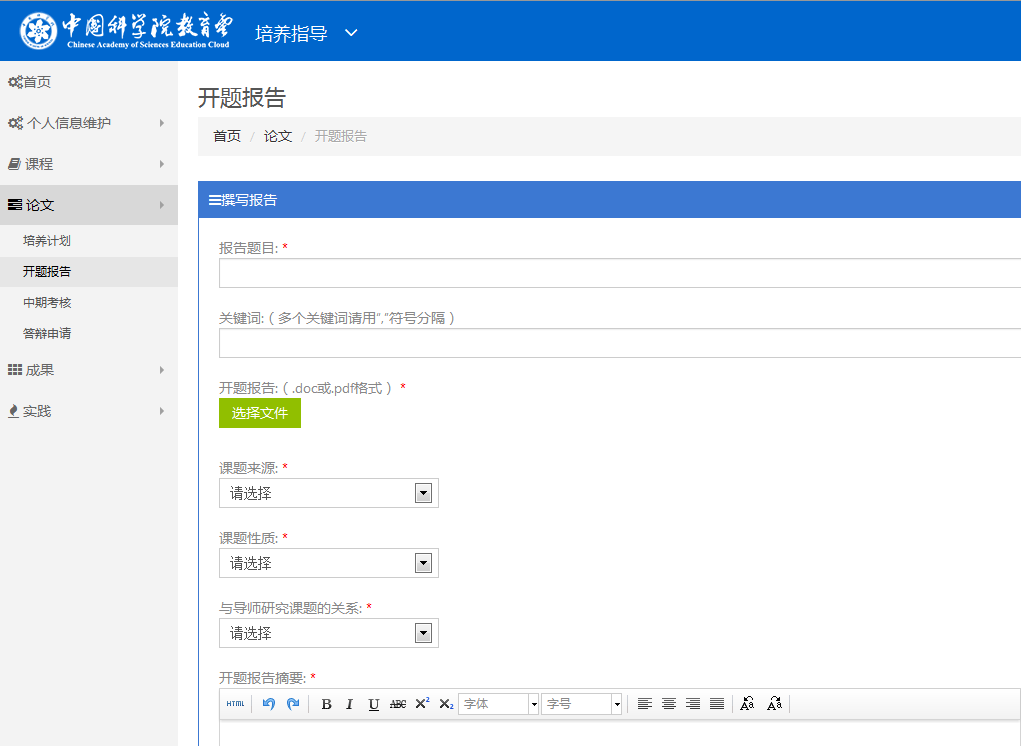 中国科学院教育云
Chinese Academy of Sciences Education Cloud
培养指导
首页
个人信息维护
课程
论文
培养计划
开题报告
中期考核
答辩申请
成果
实践
开题报告
首页 / 论文 / 开题报告
撰写报告
报告题目: *
关键词: ( 多个关键词请用“,”符号分隔 )
开题报告: ( .doc或.pdf格式 ) *
选择文件
课题来源: *
请选择
课题性质: *
请选择
与导师研究课题的关系: *
请选择
开题报告摘要: *
HTML B I U ABC X² X₂ 字体 字号